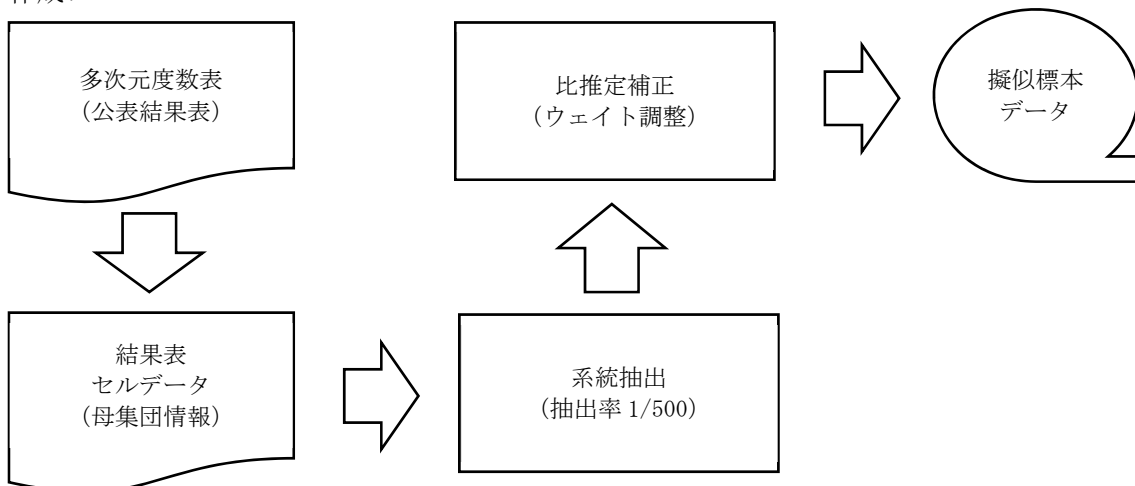 多次元度数表
（公表結果表）
結果表
セルデータ
（母集団情報）
系統抽出
（抽出率 1/500）
比推定補正
（ウェイト調整）
擬似標本
データ